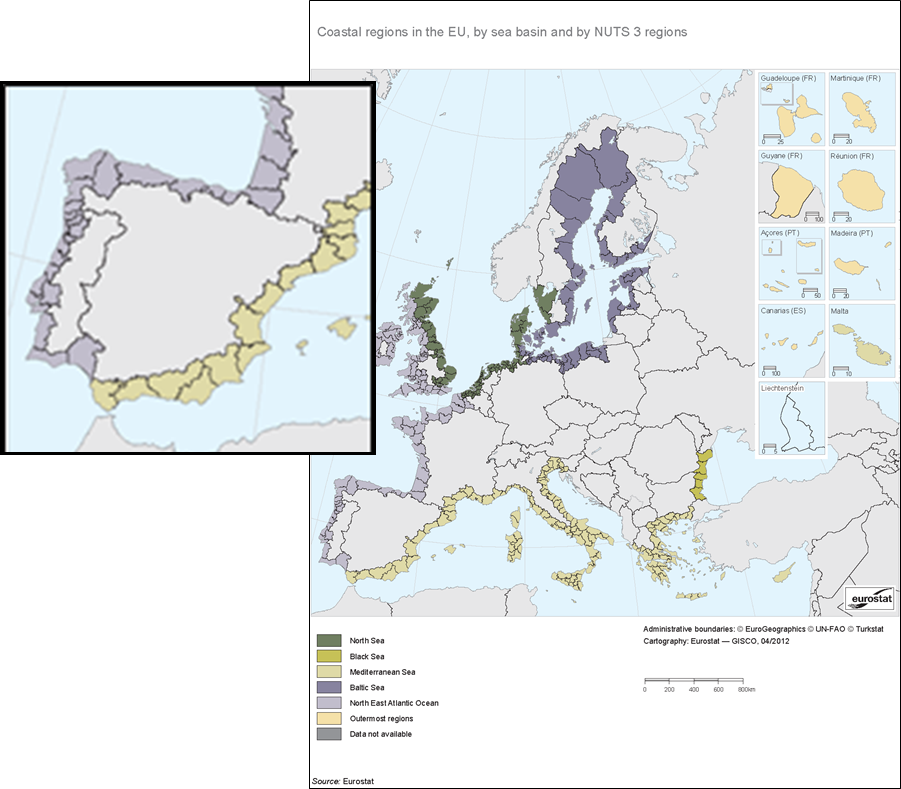 Coastal regions in the EU, by sea basin and by NUTS 3 regions
Guadeloupe (FR)
0 25
Martinique (FR)
0 20
Guyane (FR)
0 100
Réunion (FR)
0 20
Açores (PT)
0 50
Madeira (PT)
0 20
Canarias (ES)
0 100
Malta
0 10
Liechtenstein
0 5
eurostat
Administrative boundaries: © EuroGeographics © UN-FAO © Turkstat
Cartography: Eurostat — GISCO, 04/2012
0 200 400 600 800km
North Sea
Black Sea
Mediterranean Sea
Baltic Sea
North East Atlantic Ocean
Outermost regions
Data not available
Source: Eurostat